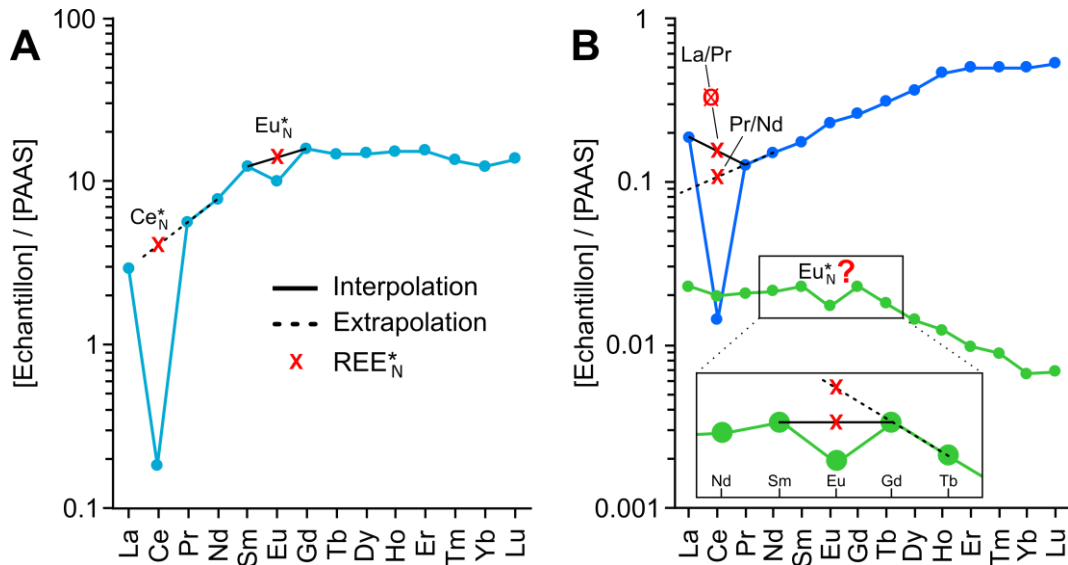 A
[Echantillon] / [PAAS]
100
10
1
0.1
Ce*N
Eu*N
Interpolation
Extrapolation
X REE*N
La Ce Pr Nd Sm Eu Gd Tb Dy Ho Er Tm Yb Lu
B
[Echantillon] / [PAAS]
1
0.1
0.01
0.001
La/Pr
Pr/Nd
Eu*N ?
Nd Sm Eu Gd Tb
La Ce Pr Nd Sm Eu Gd Tb Dy Ho Er Tm Yb Lu